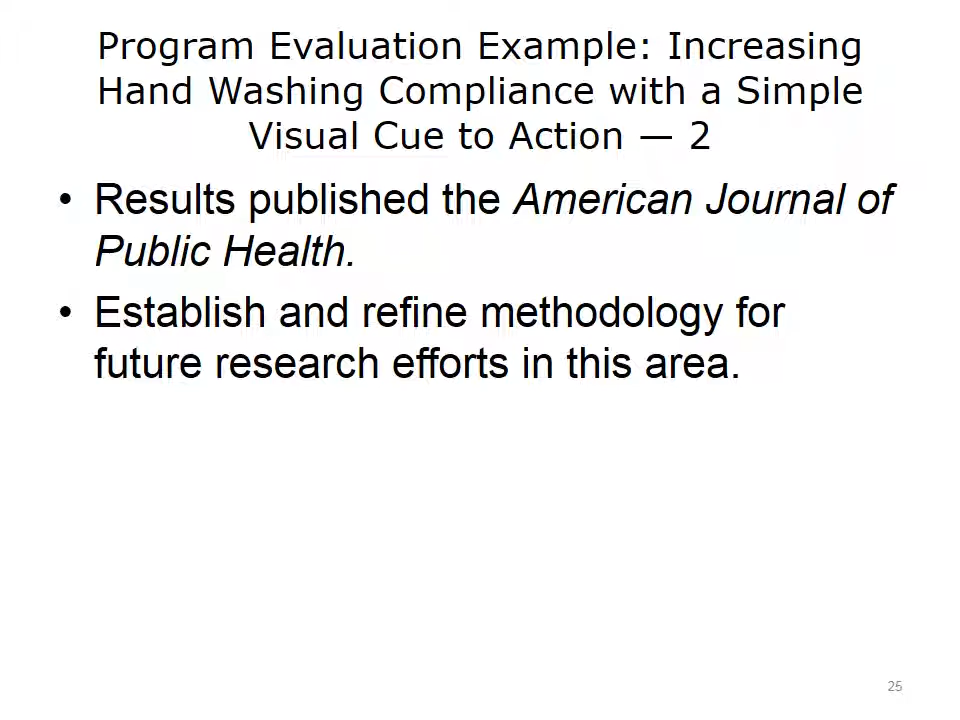 Program Evaluation Example: Increasing
Hand Washing Compliance with a Simple
Visual Cue to Action — 2
• Results published the American Journal of
Public Health.
• Establish and refine methodology for
future research efforts in this area.
25